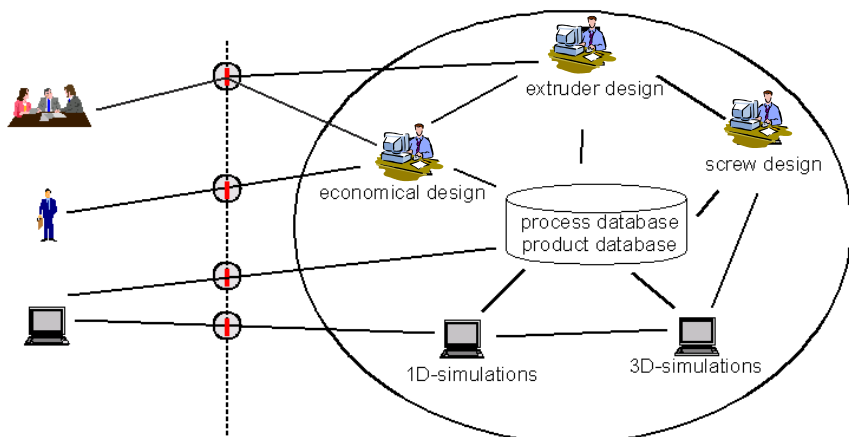 extruder design
screw design
economical design
process database
product database
1D-simulations
3D-simulations